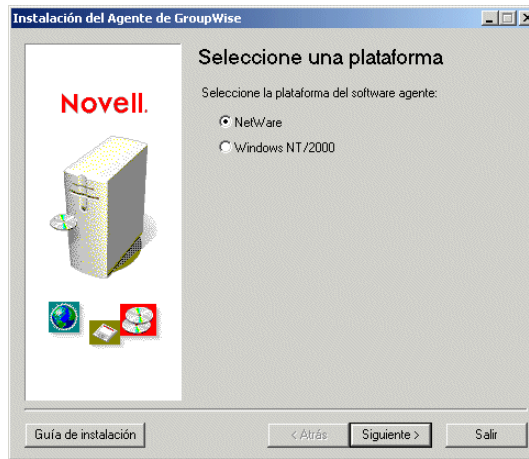 Instalación del Agente de GroupWise
Seleccione una plataforma
Novell.
Seleccione la plataforma del software agente:
NetWare
Windows NT/2000
Guía de instalación
< Atrás
Siguiente >
Salir